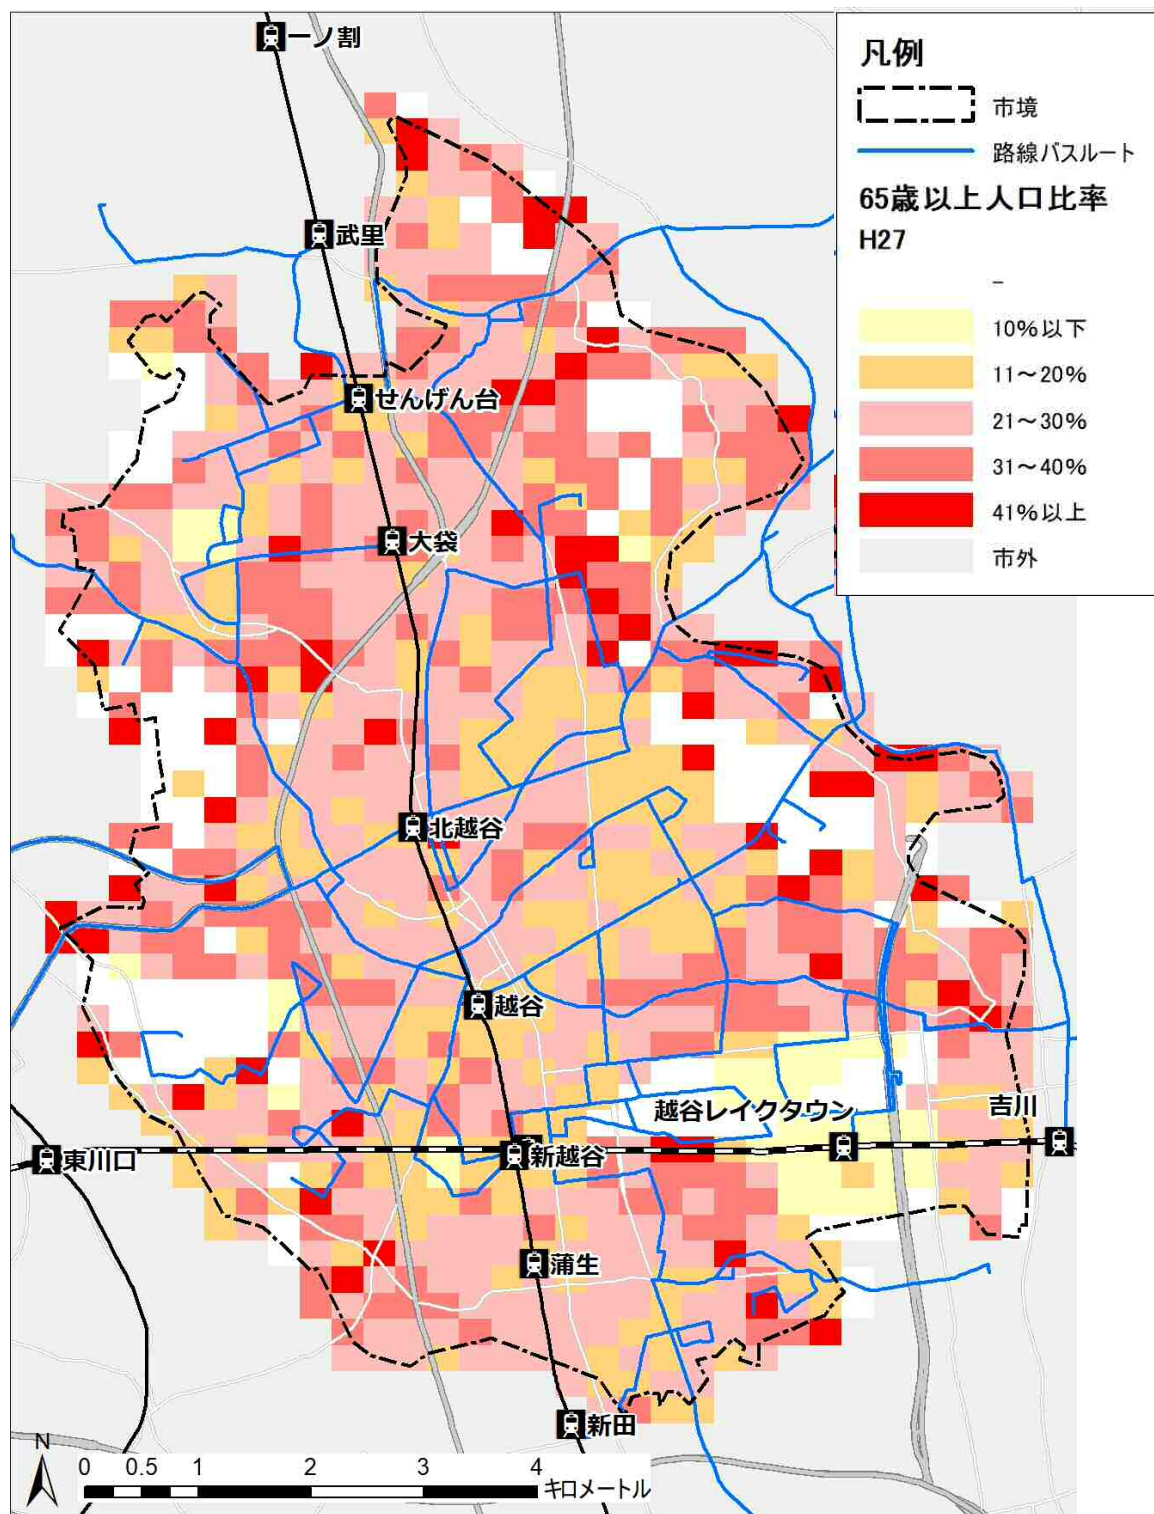 一ノ割
凡例
市境
路線バスルート
65歳以上人口比率
H27
-
10%以下
11～20%
21～30%
31～40%
41%以上
市外
武里
せんげん台
大袋
北越谷
越谷
越谷レイクタウン
吉川
東川口
新越谷
蒲生
新田
N
0 0.5 1 2 3 4
キロメートル